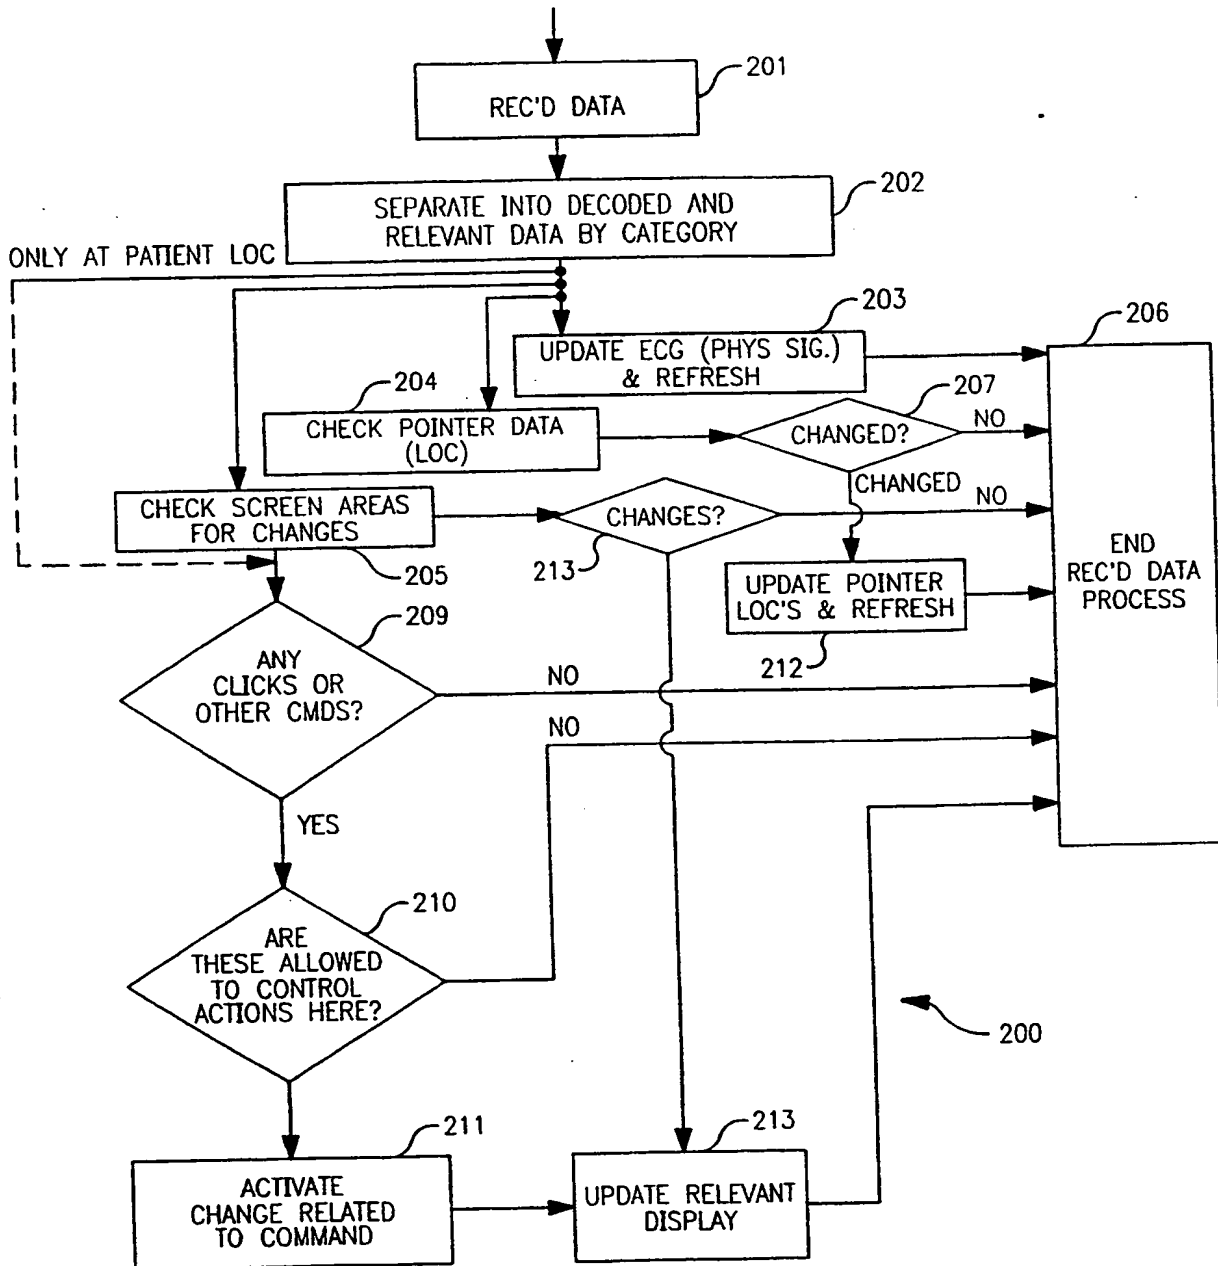 201
REC'D DATA
202
SEPARATE INTO DECODED AND
RELEVANT DATA BY CATEGORY
ONLY AT PATIENT LOC
203
UPDATE ECG (PHYS SIG.)
& REFRESH
206
END
REC'D DATA
PROCESS
204
CHECK POINTER DATA
(LOC)
207
CHANGED?
NO
CHANGED
CHECK SCREEN AREAS
FOR CHANGES
205
CHANGES?
NO
213
UPDATE POINTER
LOC'S & REFRESH
212
209
ANY
CLICKS OR
OTHER CMDS?
NO
NO
YES
210
ARE
THESE ALLOWED
TO CONTROL
ACTIONS HERE?
200
211
ACTIVATE
CHANGE RELATED
TO COMMAND
213
UPDATE RELEVANT
DISPLAY